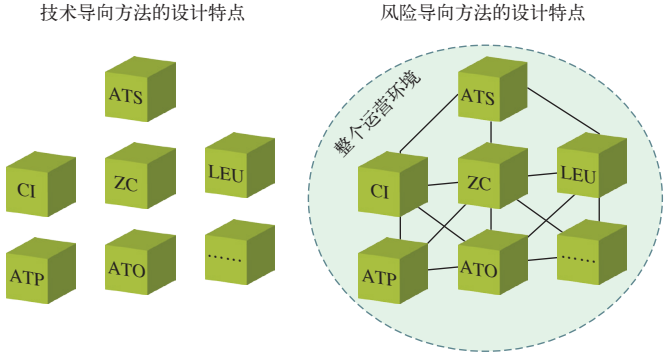 技术导向方法的设计特点
风险导向方法的设计特点
ATS
CI
ZC
LEU
ATP
ATO
……
整个运营环境
ATS
CI
ZC
LEU
ATP
ATO
……